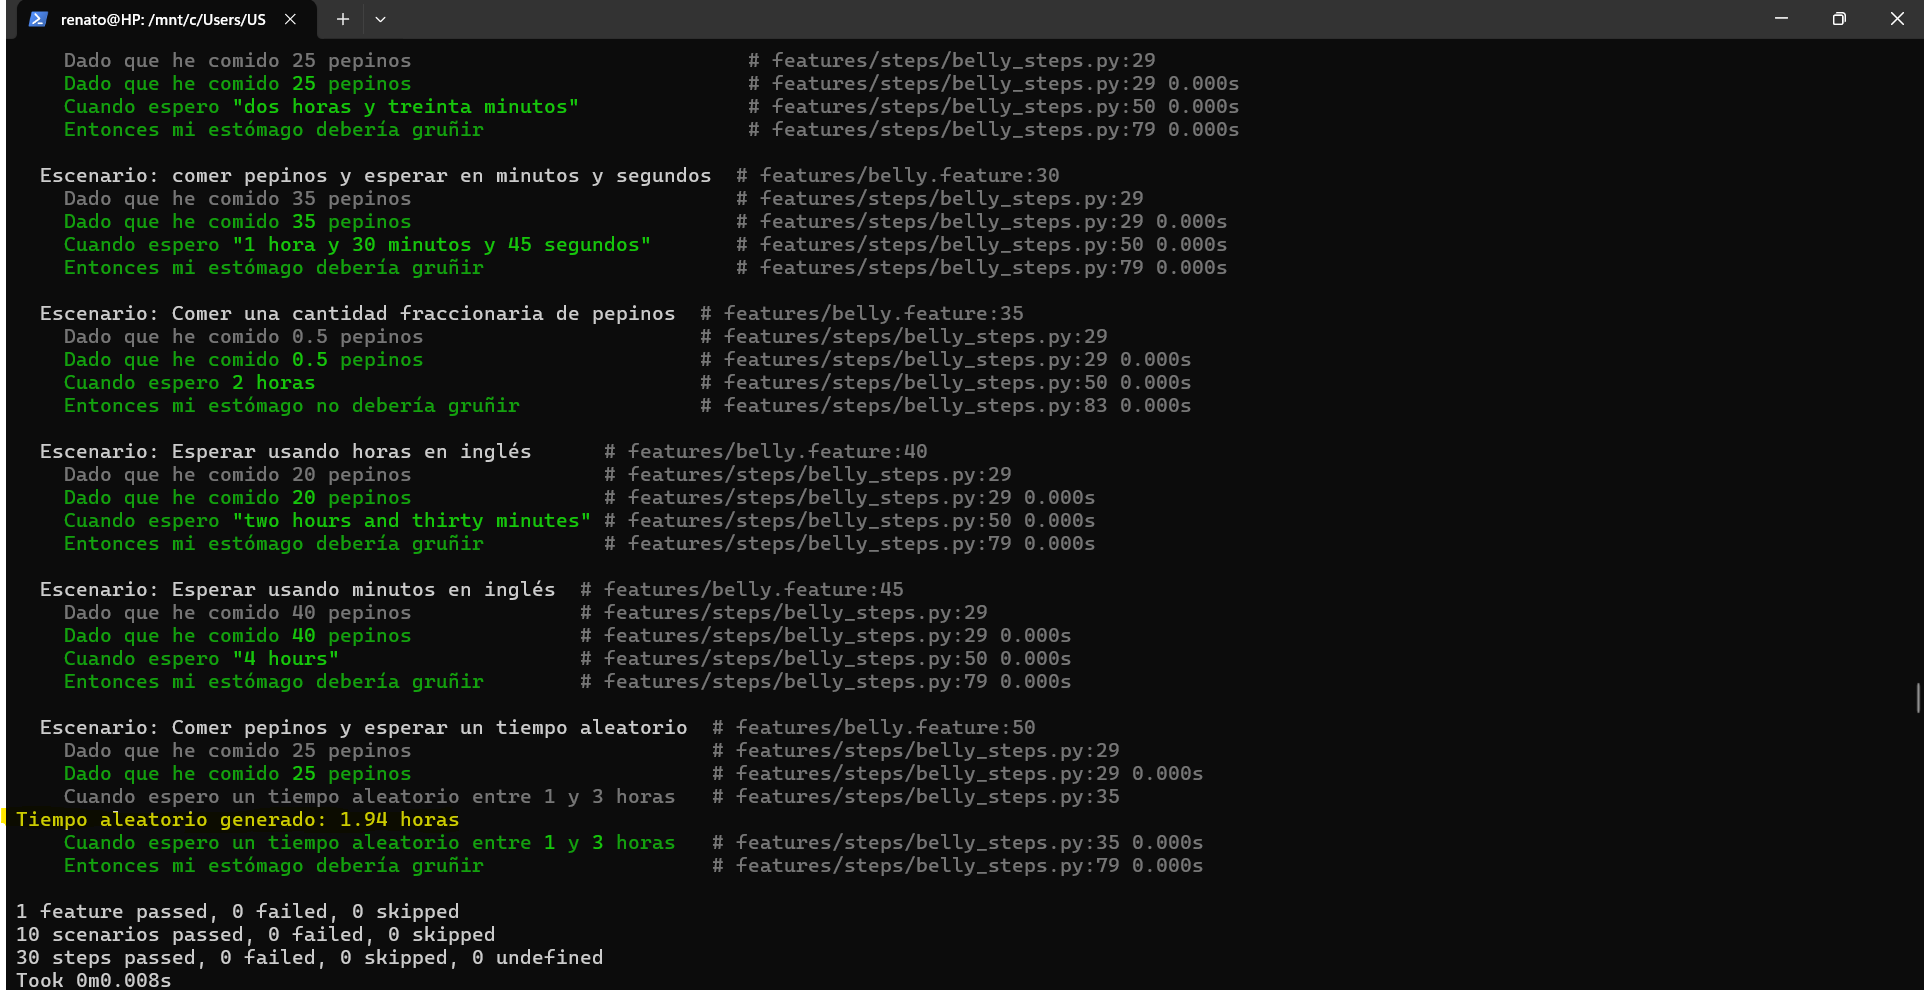 renato@HP: /mnt/c/Users/US
Dado que he comido 25 pepinos # features/steps/belly_steps.py:29
Dado que he comido 25 pepinos # features/steps/belly_steps.py:29 0.000s
Cuando espero "dos horas y treinta minutos" # features/steps/belly_steps.py:50 0.000s
Entonces mi estómago debería gruñir # features/steps/belly_steps.py:79 0.000s
Escenario: comer pepinos y esperar en minutos y segundos # features/belly.feature:30
Dado que he comido 35 pepinos # features/steps/belly_steps.py:29
Dado que he comido 35 pepinos # features/steps/belly_steps.py:29 0.000s
Cuando espero "1 hora y 30 minutos y 45 segundos" # features/steps/belly_steps.py:50 0.000s
Entonces mi estómago debería gruñir # features/steps/belly_steps.py:79 0.000s
Escenario: Comer una cantidad fraccionaria de pepinos # features/belly.feature:35
Dado que he comido 0.5 pepinos # features/steps/belly_steps.py:29
Dado que he comido 0.5 pepinos # features/steps/belly_steps.py:29 0.000s
Cuando espero 2 horas # features/steps/belly_steps.py:50 0.000s
Entonces mi estómago no debería gruñir # features/steps/belly_steps.py:83 0.000s
Escenario: Esperar usando horas en inglés # features/belly.feature:40
Dado que he comido 20 pepinos # features/steps/belly_steps.py:29
Dado que he comido 20 pepinos # features/steps/belly_steps.py:29 0.000s
Cuando espero "two hours and thirty minutes" # features/steps/belly_steps.py:50 0.000s
Entonces mi estómago debería gruñir # features/steps/belly_steps.py:79 0.000s
Escenario: Esperar usando minutos en inglés # features/belly.feature:45
Dado que he comido 40 pepinos # features/steps/belly_steps.py:29
Dado que he comido 40 pepinos # features/steps/belly_steps.py:29 0.000s
Cuando espero "4 hours" # features/steps/belly_steps.py:50 0.000s
Entonces mi estómago debería gruñir # features/steps/belly_steps.py:79 0.000s
Escenario: Comer pepinos y esperar un tiempo aleatorio # features/belly.feature:50
Dado que he comido 25 pepinos # features/steps/belly_steps.py:29
Dado que he comido 25 pepinos # features/steps/belly_steps.py:29 0.000s
Cuando espero un tiempo aleatorio entre 1 y 3 horas # features/steps/belly_steps.py:35
Tiempo aleatorio generado: 1.94 horas
Cuando espero un tiempo aleatorio entre 1 y 3 horas # features/steps/belly_steps.py:35 0.000s
Entonces mi estómago debería gruñir # features/steps/belly_steps.py:79 0.000s
1 feature passed, 0 failed, 0 skipped
10 scenarios passed, 0 failed, 0 skipped
30 steps passed, 0 failed, 0 skipped, 0 undefined
Took 0m0.008s